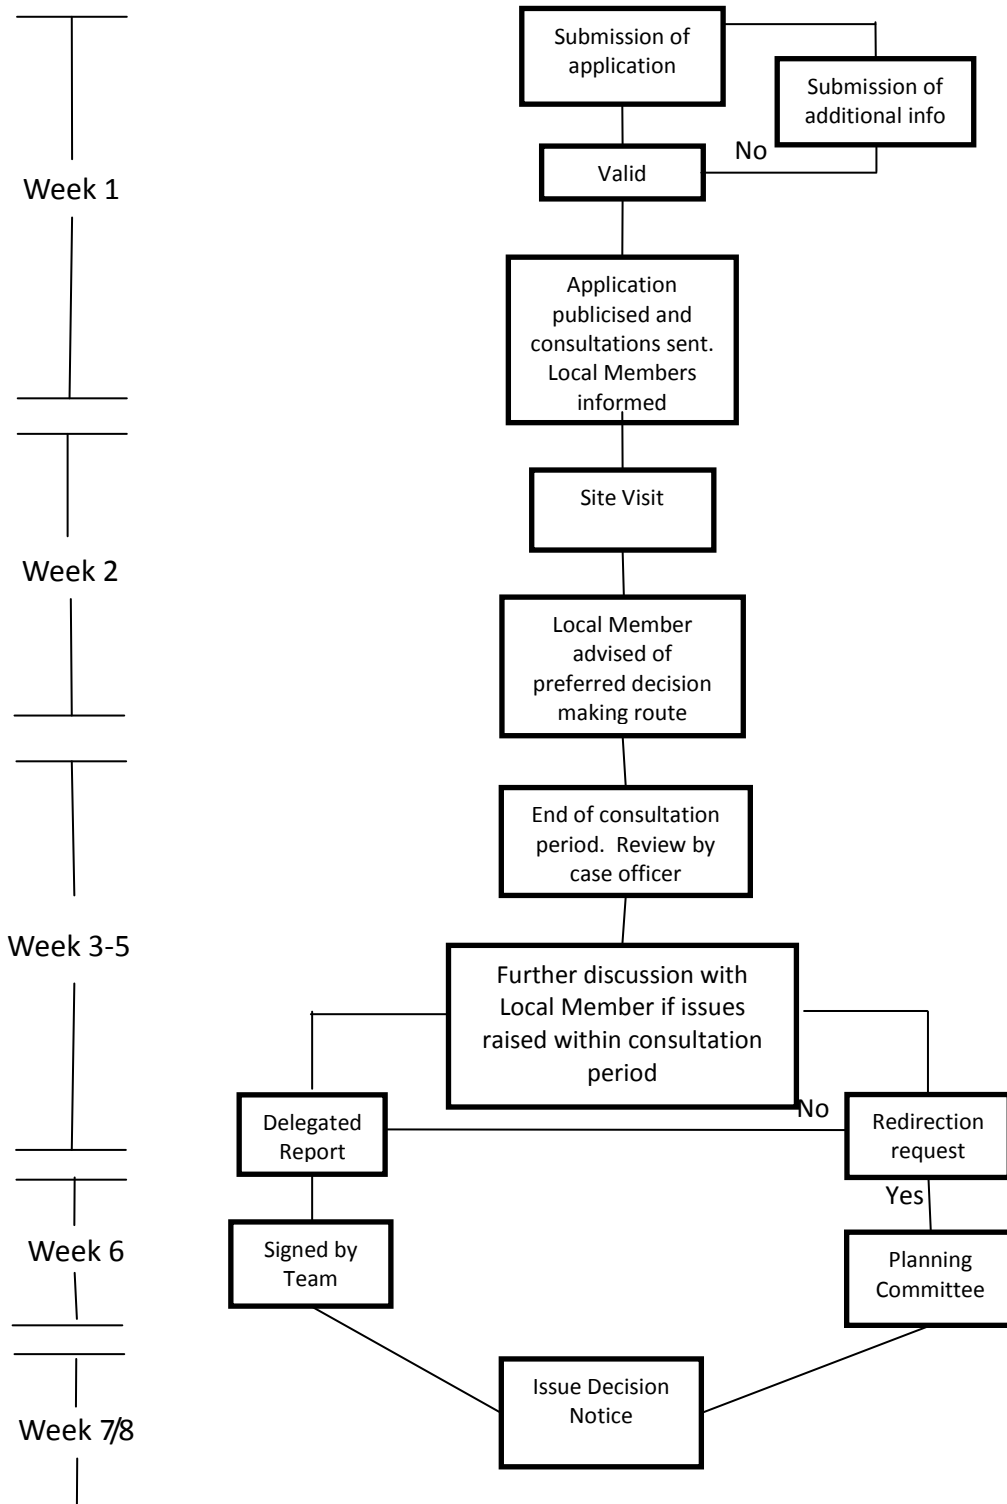 Submission of
application
Submission of
additional info
No
Valid
Week 1
Application
publicised and
consultations sent.
Local Members
informed
Site Visit
Week 2
Local Member
advised of
preferred decision
making route
End of consultation
period.  Review by
case officer
Week 3-5
Further discussion with
Local Member if issues
raised within consultation
period
No
Delegated
Report
Redirection
request
Yes
Week 6
Signed by
Team
Planning
Committee
Issue Decision
Notice
Week 7/8